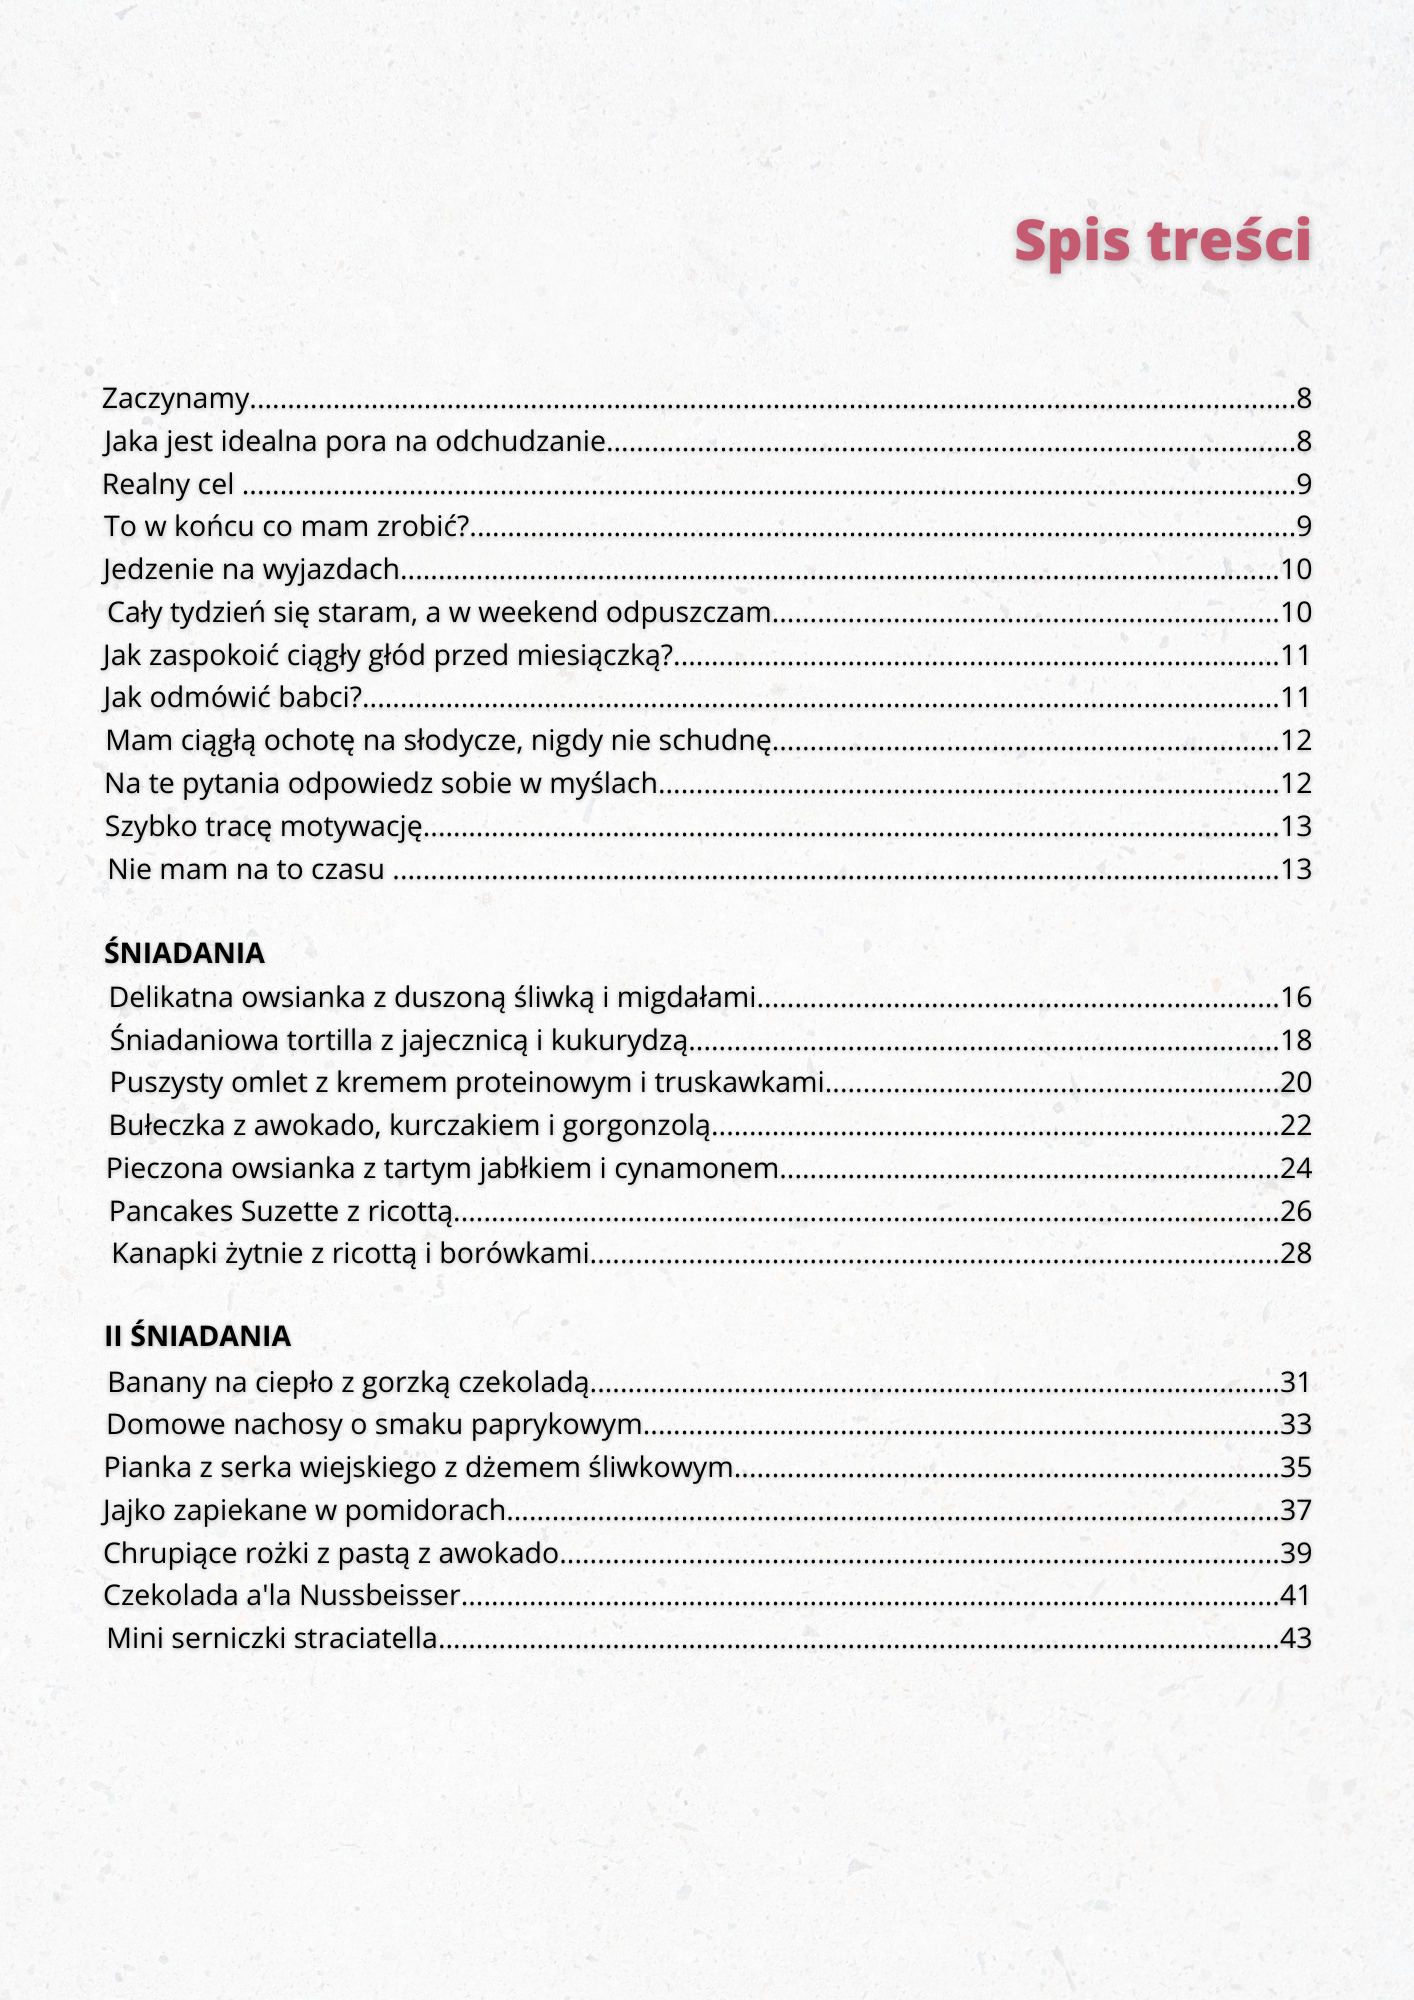 Spis treści
Zaczynamy............................................................................................................................................8
Jaka jest idealna pora na odchudzanie............................................................................................8
Realny cel .............................................................................................................................................9
To w końcu co mam zrobić?..............................................................................................................9
Jedzenie na wyjazdach.....................................................................................................................10
Cały tydzień się staram, a w weekend odpuszczam...................................................................10
Jak zaspokoić ciągły głód przed miesiączką?.................................................................................11
Jak odmówić babci?..........................................................................................................................11
Mam ciągłą ochotę na słodycze, nigdy nie schudnę...................................................................12
Na te pytania odpowiedz sobie w myślach...................................................................................12
Szybko tracę motywację..................................................................................................................13
Nie mam na to czasu ......................................................................................................................13
ŚNIADANIA
Delikatna owsianka z duszoną śliwką i migdałami.....................................................................16
Śniadaniowa tortilla z jajecznicą i kukurydzą..............................................................................18
Puszysty omlet z kremem proteinowym i truskawkami............................................................20
Bułeczka z awokado, kurczakiem i gorgonzolą...........................................................................22
Pieczona owsianka z tartym jabłkiem i cynamonem..................................................................24
Pancakes Suzette z ricottą..............................................................................................................26
Kanapki żytnie z ricottą i borówkami............................................................................................28
II ŚNIADANIA
Banany na ciepło z gorzką czekoladą............................................................................................31
Domowe nachosy o smaku paprykowym.....................................................................................33
Pianka z serka wiejskiego z dżemem śliwkowym........................................................................35
Jajko zapiekane w pomidorach.......................................................................................................37
Chrupiące rożki z pastą z awokado................................................................................................39
Czekolada a'la Nussbeisser.............................................................................................................41
Mini serniczki straciatella................................................................................................................43